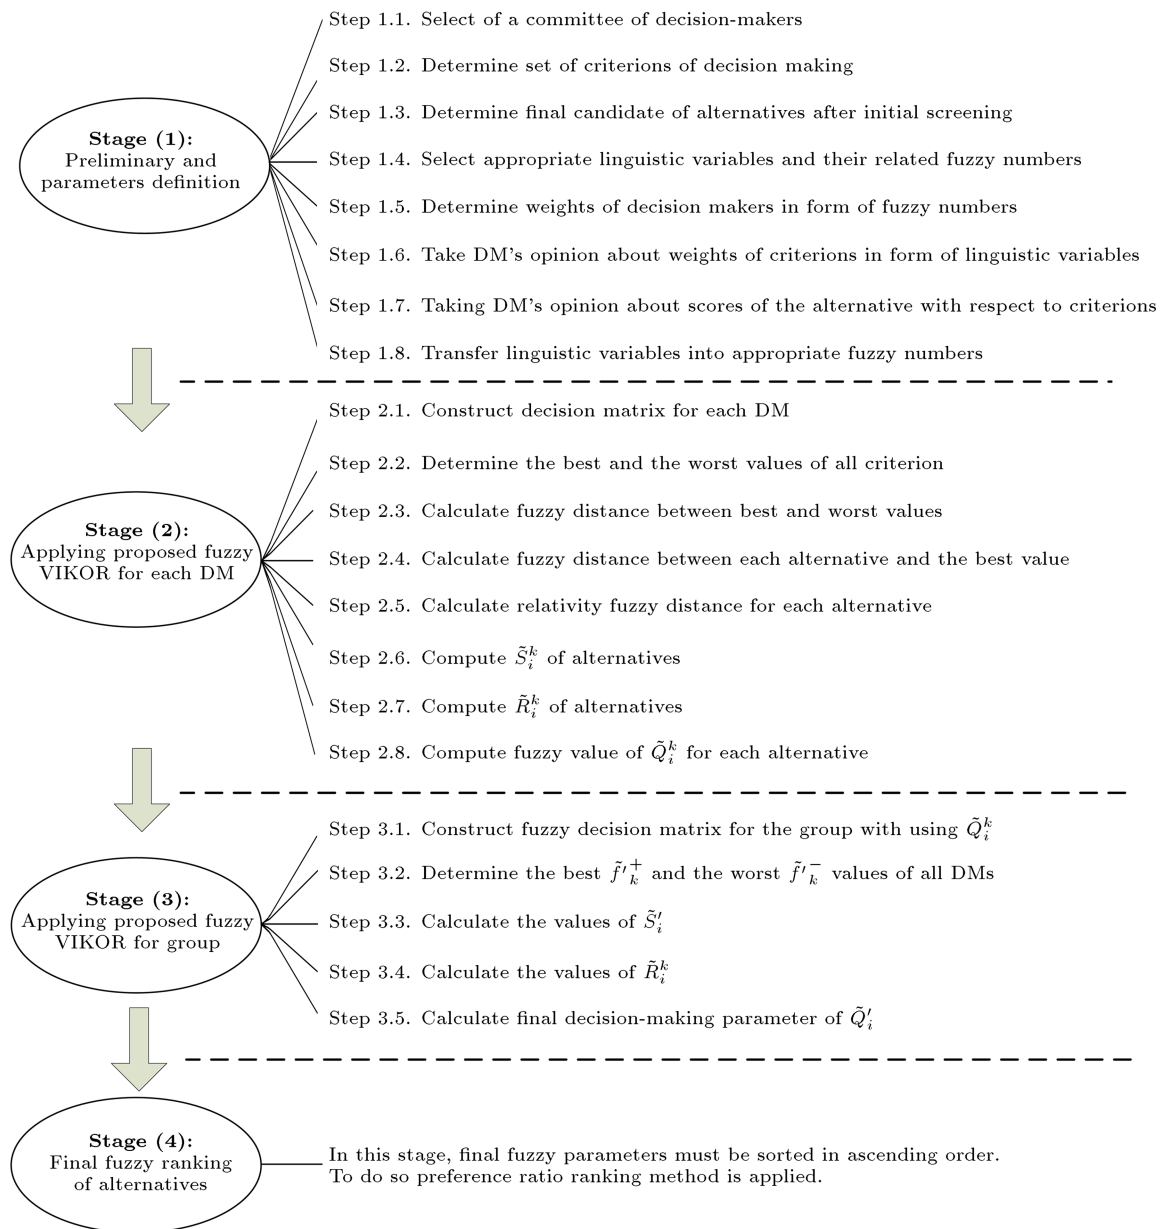 Stage (1):
Preliminary and
parameters definition
Step 1.1. Select of a committee of decision-makers
Step 1.2. Determine set of criterions of decision making
Step 1.3. Determine final candidate of alternatives after initial screening
Step 1.4. Select appropriate linguistic variables and their related fuzzy numbers
Step 1.5. Determine weights of decision makers in form of fuzzy numbers
Step 1.6. Take DM's opinion about weights of criterions in form of linguistic variables
Step 1.7. Taking DM's opinion about scores of the alternative with respect to criterions
Step 1.8. Transfer linguistic variables into appropriate fuzzy numbers
Stage (2):
Applying proposed fuzzy
VIKOR for each DM
Step 2.1. Construct decision matrix for each DM
Step 2.2. Determine the best and the worst values of all criterion
Step 2.3. Calculate fuzzy distance between best and worst values
Step 2.4. Calculate fuzzy distance between each alternative and the best value
Step 2.5. Calculate relativity fuzzy distance for each alternative
Step 2.6. Compute $\tilde{S}_i^k$ of alternatives
Step 2.7. Compute $\tilde{R}_i^k$ of alternatives
Step 2.8. Compute fuzzy value of $\tilde{Q}_i^k$ for each alternative
Stage (3):
Applying proposed fuzzy
VIKOR for group
Step 3.1. Construct fuzzy decision matrix for the group with using $\tilde{Q}_i^k$
Step 3.2. Determine the best $\tilde{f'}_k^+$ and the worst $\tilde{f'}_k^-$ values of all DMs
Step 3.3. Calculate the values of $\tilde{S}'_i$
Step 3.4. Calculate the values of $\tilde{R}_i^k$
Step 3.5. Calculate final decision-making parameter of $\tilde{Q}'_i$
Stage (4):
Final fuzzy ranking
of alternatives
In this stage, final fuzzy parameters must be sorted in ascending order.
To do so preference ratio ranking method is applied.